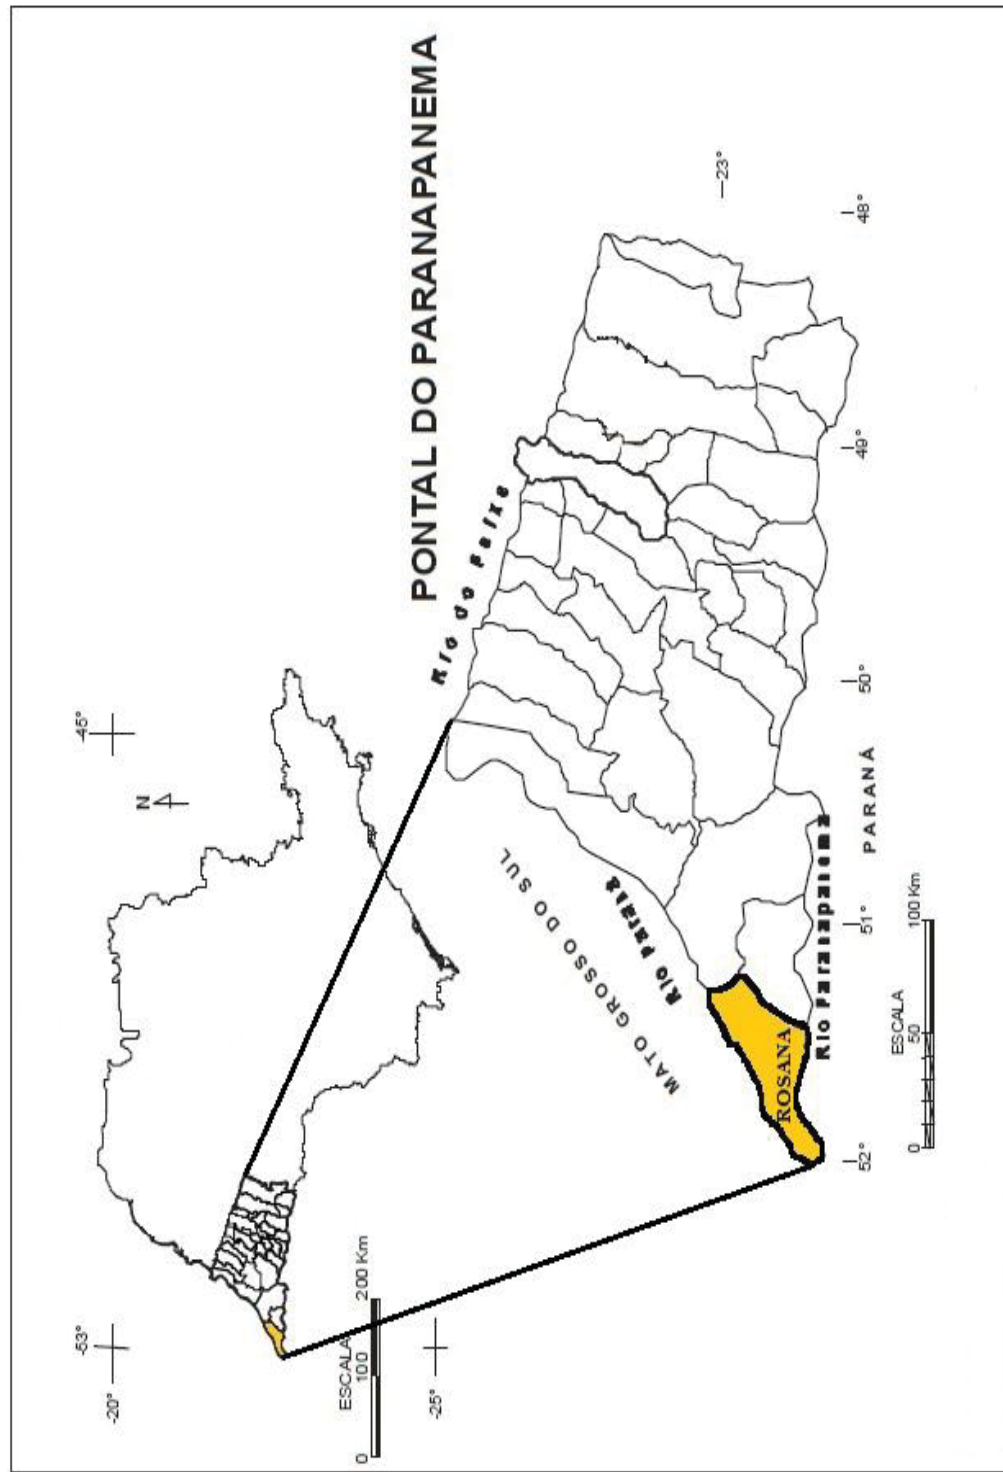 PONTAL DO PARANAPANEMA
-45°
-53°
-20°
-25°
N
ESCALA
0 100 200 Km
Rio do Peixe
MATO GROSSO DO SUL
Rio Paraná
ROSANA
Rio Paranapanema
PARANÁ
-23°
52° 51° 50° 49° 48°
ESCALA
0 50 100 Km